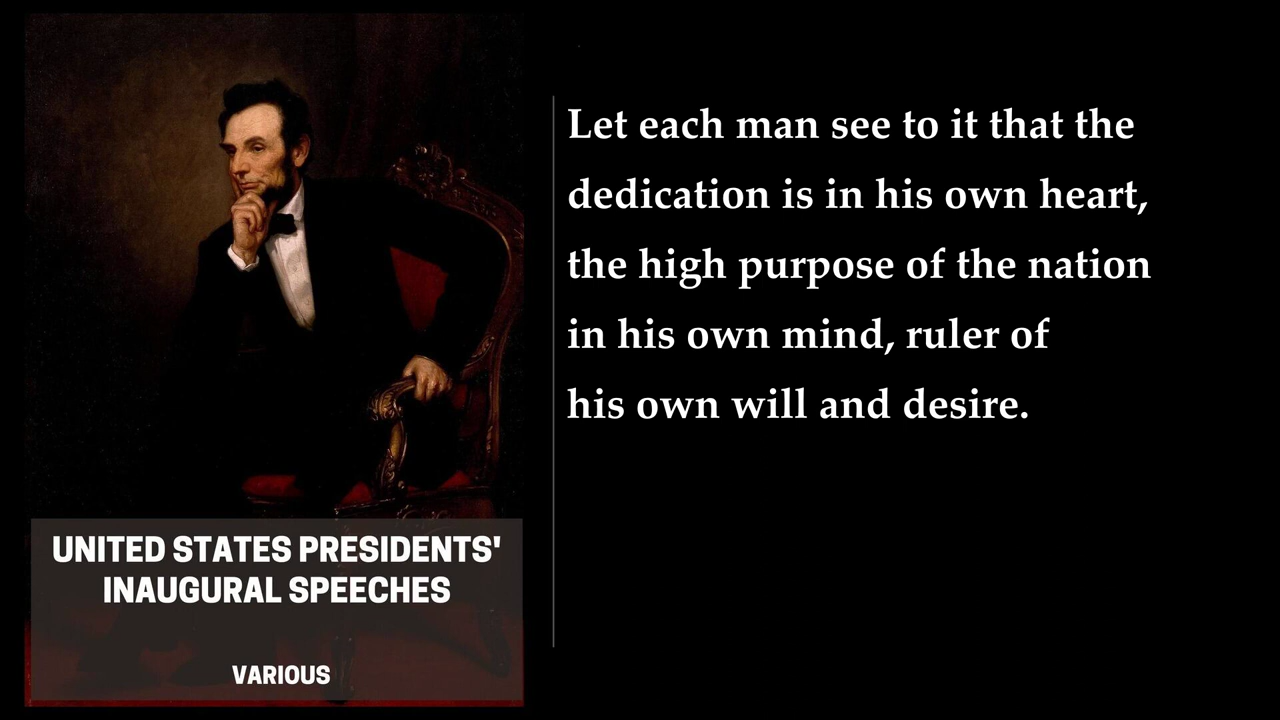 Let each man see to it that the
dedication is in his own heart,
the high purpose of the nation
in his own mind, ruler of
his own will and desire.
UNITED STATES PRESIDENTS'
INAUGURAL SPEECHES
VARIOUS